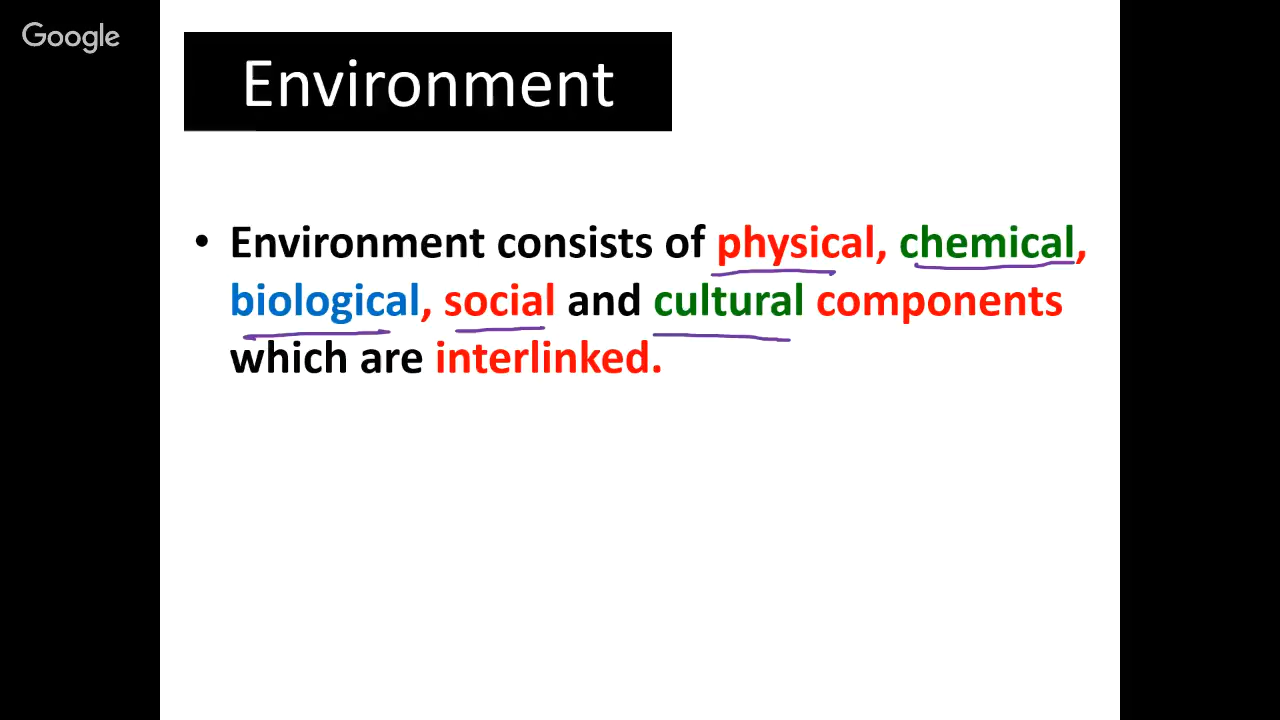 Google
Environment
• Environment consists of physical, chemical,
biological, social and cultural components
which are interlinked.